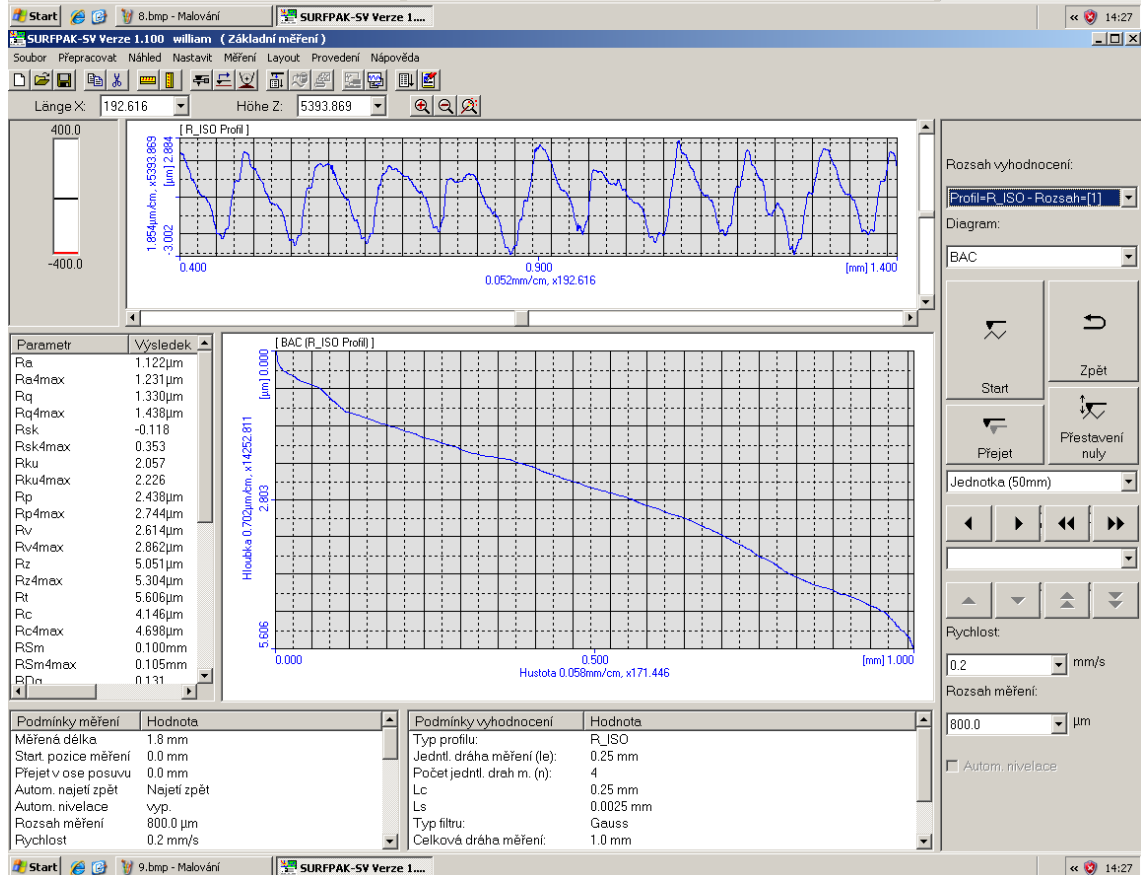 Start 8.bmp - Malování SURFPAK-SV Verze 1.... « 14:27
SURFPAK-SV Verze 1.100 william ( Základní měření )
Soubor Přepracovat Náhled Nastavit Měření Layout Provedení Nápověda
Länge X: 192.616 Höhe Z: 5393.869
400.0
-400.0
[ R_ISO Profil ]
1.854µm/cm, x5393.869
-3.002 [µm] 2.884
0.400 0.900 [mm] 1.400
0.052mm/cm, x192.616
Parametr Výsledek
Ra 1.122µm
Ra4max 1.231µm
Rq 1.330µm
Rq4max 1.438µm
Rsk -0.118
Rsk4max 0.353
Rku 2.057
Rku4max 2.226
Rp 2.438µm
Rp4max 2.744µm
Rv 2.614µm
Rv4max 2.862µm
Rz 5.051µm
Rz4max 5.304µm
Rt 5.606µm
Rc 4.146µm
Rc4max 4.698µm
RSm 0.100mm
RSm4max 0.105mm
RDq 0.131
[ BAC (R_ISO Profil) ]
Hloubka 0.702µm/cm, x14252.811
5.606 2.803 [µm] 0.000
0.000 0.500 [mm] 1.000
Hustota 0.058mm/cm, x171.446
Rozsah vyhodnocení:
Profil=R_ISO - Rozsah=[1]
Diagram:
BAC
Start
Zpět
Přejet
Přestavení
nuly
Jednotka (50mm)
Rychlost:
0.2 mm/s
Rozsah měření:
800.0 µm
Autom. nivelace
Podmínky měření Hodnota
Měřená délka 1.8 mm
Start. pozice měření 0.0 mm
Přejet v ose posuvu 0.0 mm
Autom. najetí zpět Najetí zpět
Autom. nivelace vyp.
Rozsah měření 800.0 µm
Rychlost 0.2 mm/s
Podmínky vyhodnocení Hodnota
Typ profilu: R_ISO
Jedntl. dráha měření (le): 0.25 mm
Počet jedntl. drah m. (n): 4
Lc 0.25 mm
Ls 0.0025 mm
Typ filtru: Gauss
Celková dráha měření: 1.0 mm
Start 9.bmp - Malování SURFPAK-SV Verze 1.... « 14:27